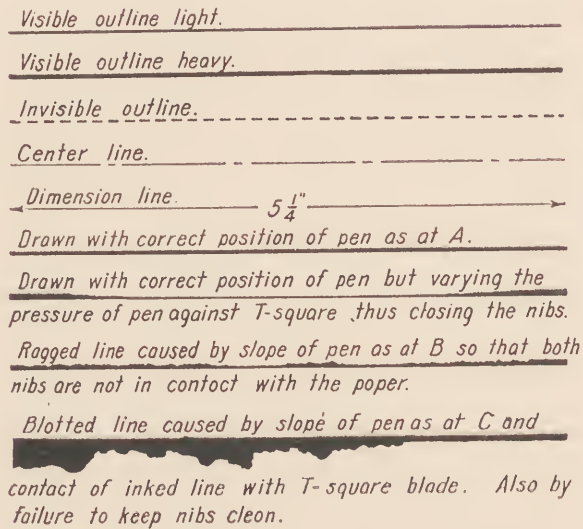 Visible outline light.
Visible outline heavy.
Invisible outline.
Center line.
Dimension line.
5 1/4"
Drawn with correct position of pen as at A.
Drawn with correct position of pen but varying the
pressure of pen against T-square thus closing the nibs.
Ragged line caused by slope of pen as at B so that both
nibs are not in contact with the paper.
Blotted line caused by slope of pen as at C and
contact of inked line with T-square blade. Also by
failure to keep nibs clean.